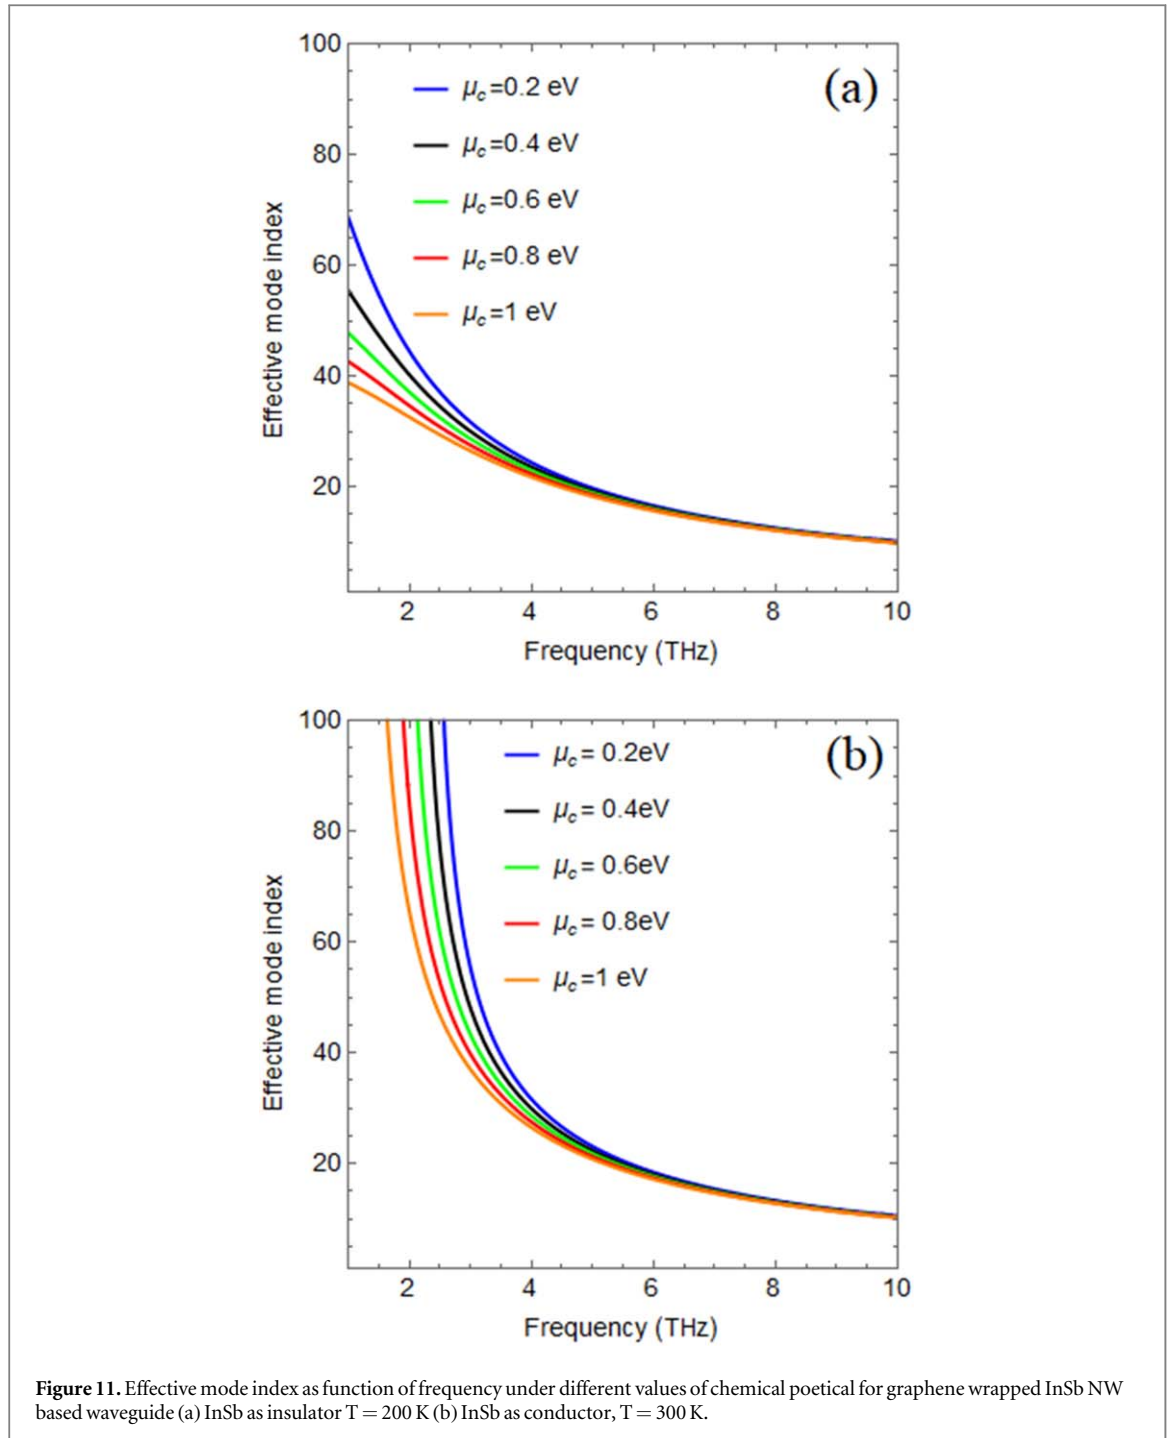 100
80
60
40
20
Effective mode index
μc=0.2 eV
μc=0.4 eV
μc=0.6 eV
μc=0.8 eV
μc=1 eV
(a)
2 4 6 8 10
Frequency (THz)
100
80
60
40
20
Effective mode index
μc= 0.2eV
μc= 0.4eV
μc= 0.6eV
μc= 0.8eV
μc=1 eV
(b)
2 4 6 8 10
Frequency (THz)
Figure 11. Effective mode index as function of frequency under different values of chemical poetical for graphene wrapped InSb NW
based waveguide (a) InSb as insulator T = 200 K (b) InSb as conductor, T = 300 K.